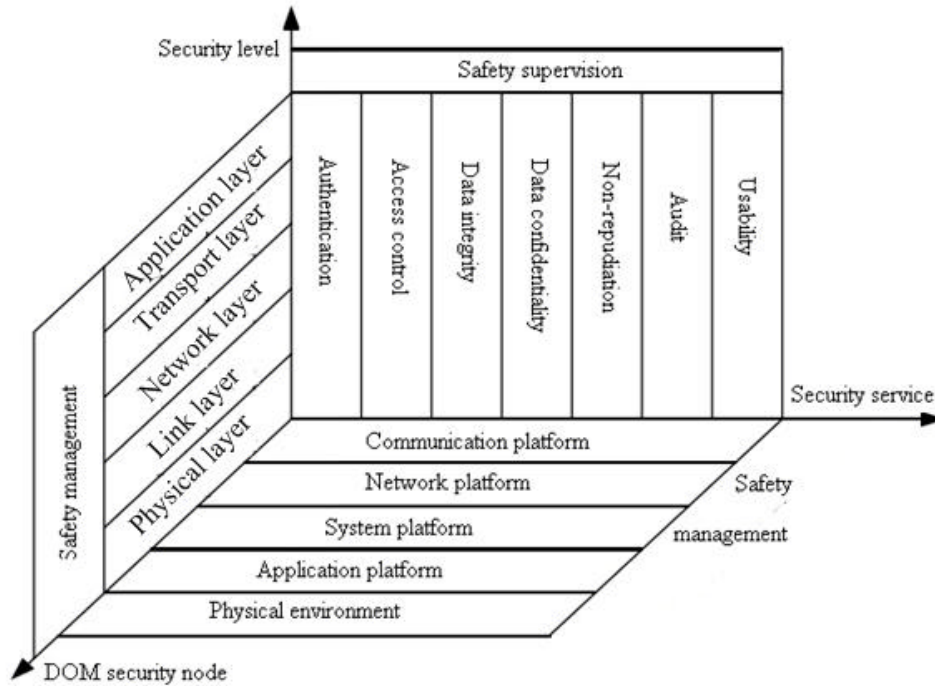 Security level
Safety supervision
Authentication
Access control
Data integrity
Data confidentiality
Non-repudiation
Audit
Usability
Application layer
Transport layer
Network layer
Link layer
Physical layer
Safety management
Security service
Communication platform
Network platform
System platform
Application platform
Physical environment
Safety
management
DOM security node